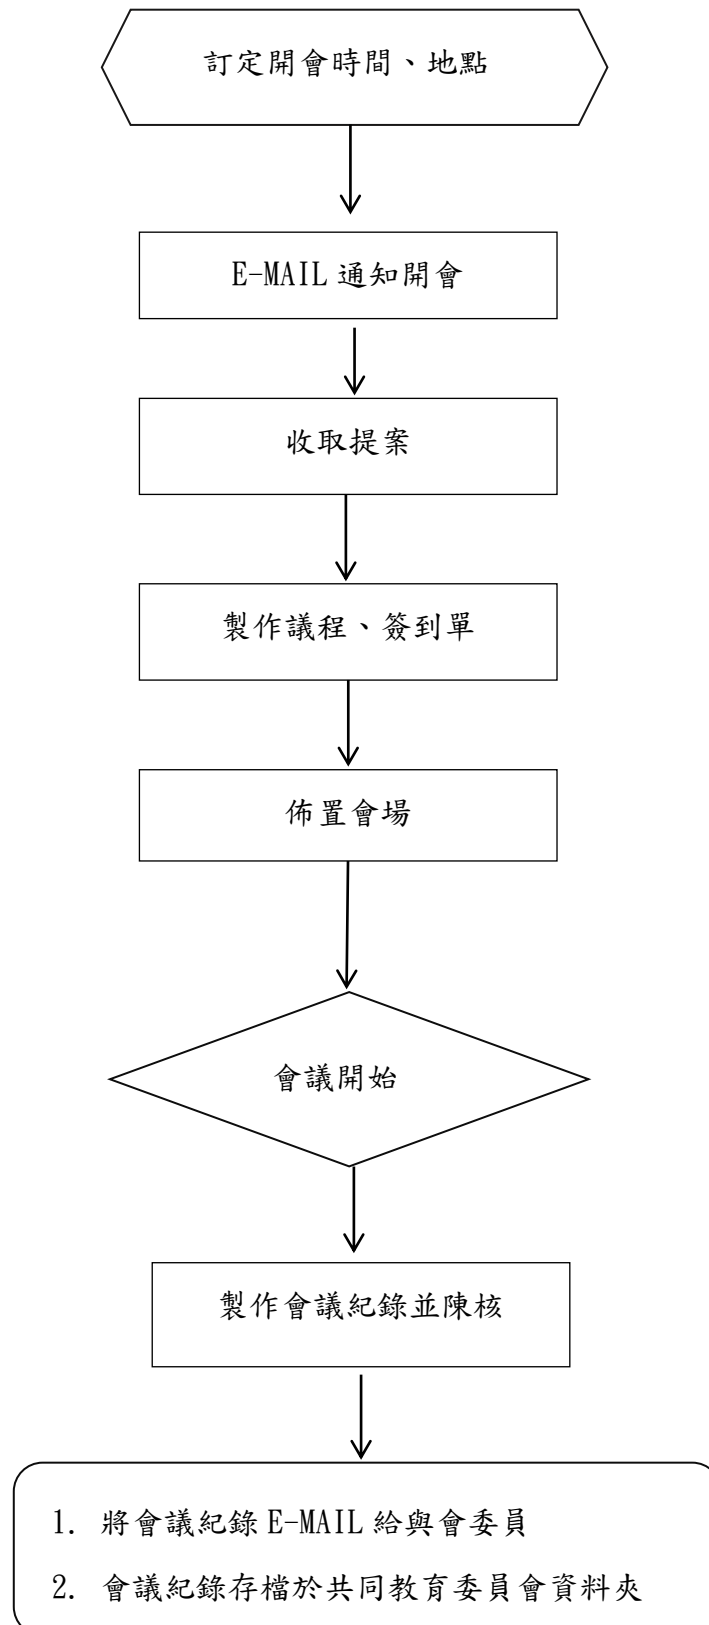 訂定開會時間、地點
E-MAIL 通知開會
收取提案
製作議程、簽到單
佈置會場
會議開始
製作會議紀錄並陳核
1. 將會議紀錄 E-MAIL 給與會委員
2. 會議紀錄存檔於共同教育委員會資料夾